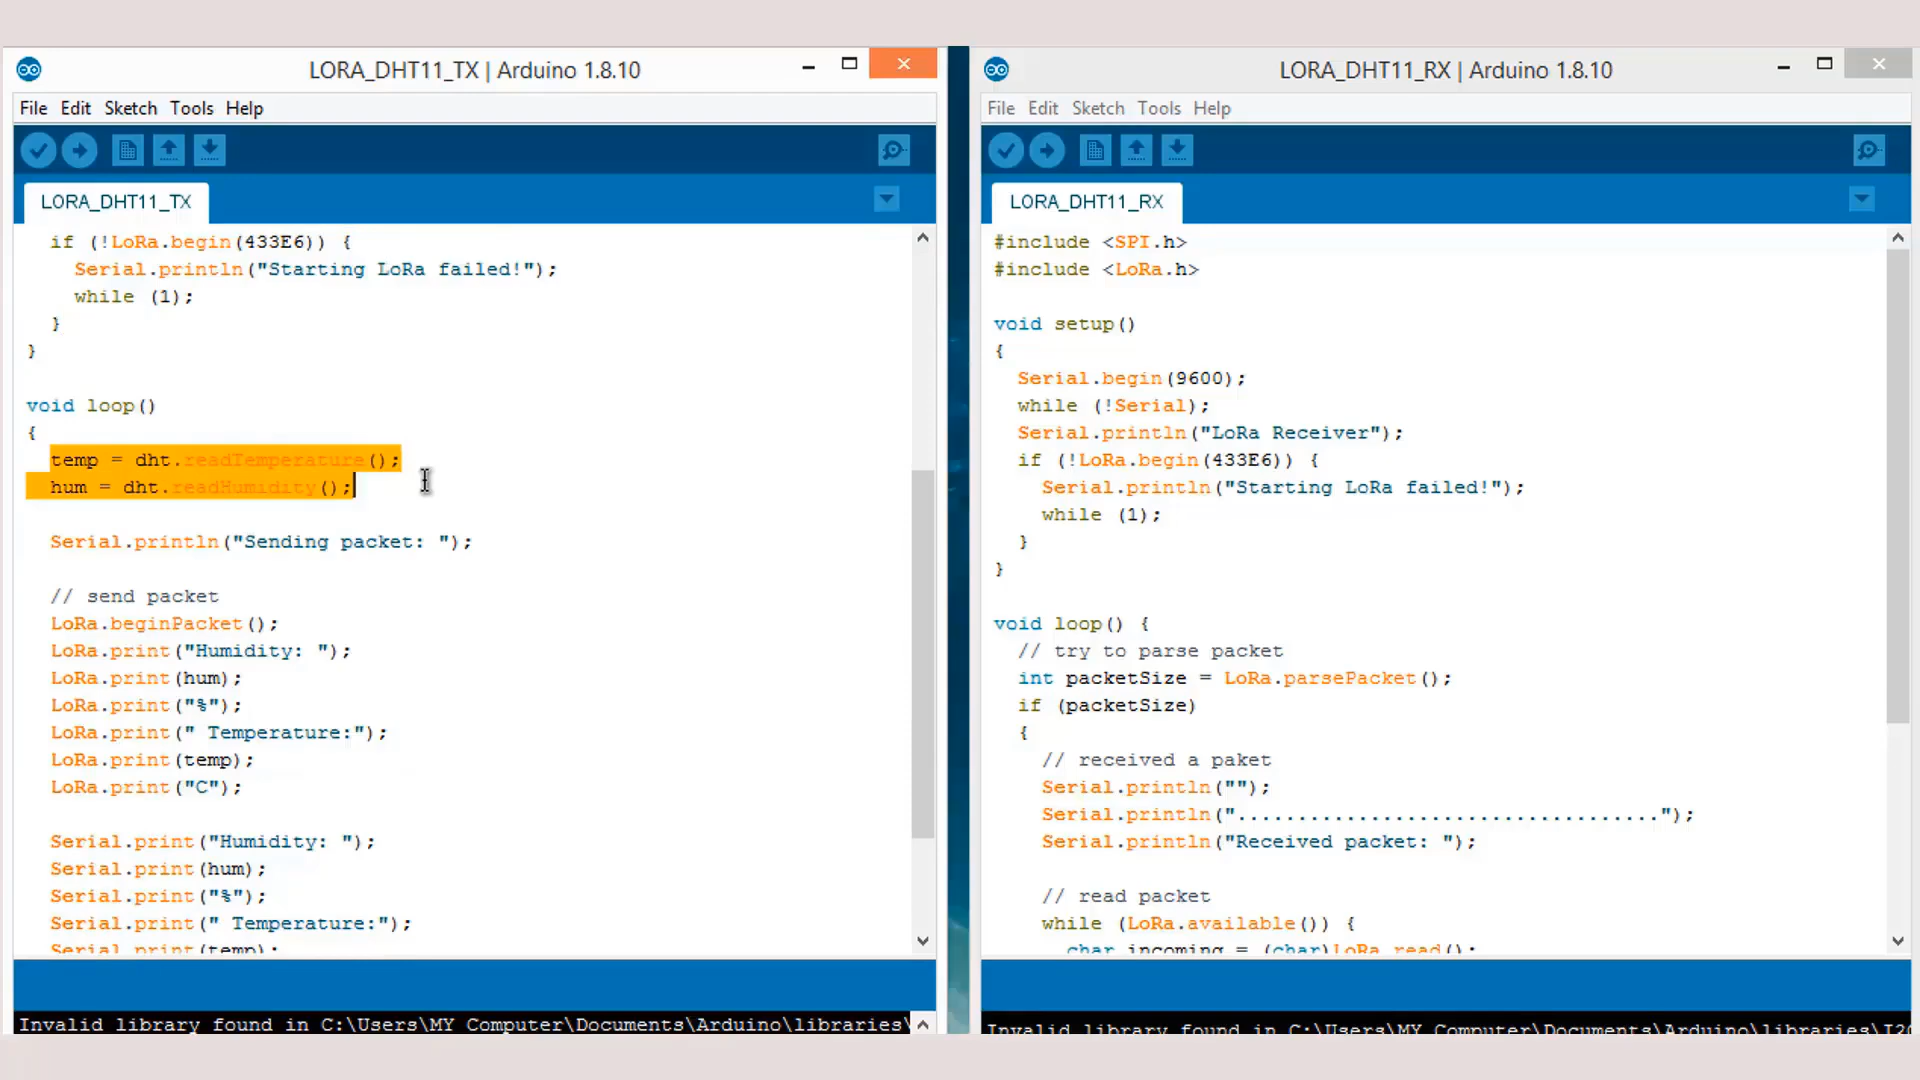 LORA_DHT11_TX | Arduino 1.8.10
File Edit Sketch Tools Help
LORA_DHT11_TX
if (!LoRa.begin(433E6)) {
Serial.println("Starting LoRa failed!");
while (1);
}
}
void loop()
{
temp = dht.readTemperature();
hum = dht.readHumidity();
Serial.println("Sending packet: ");
// send packet
LoRa.beginPacket();
LoRa.print("Humidity: ");
LoRa.print(hum);
LoRa.print("%");
LoRa.print(" Temperature:");
LoRa.print(temp);
LoRa.print("C");
Serial.print("Humidity: ");
Serial.print(hum);
Serial.print("%");
Serial.print(" Temperature:");
Serial.print(temp);
Invalid library found in C:\Users\MY Computer\Documents\Arduino\libraries\
LORA_DHT11_RX | Arduino 1.8.10
File Edit Sketch Tools Help
LORA_DHT11_RX
#include <SPI.h>
#include <LoRa.h>
void setup()
{
Serial.begin(9600);
while (!Serial);
Serial.println("LoRa Receiver");
if (!LoRa.begin(433E6)) {
Serial.println("Starting LoRa failed!");
while (1);
}
}
void loop() {
// try to parse packet
int packetSize = LoRa.parsePacket();
if (packetSize)
{
// received a paket
Serial.println("");
Serial.println("...................................");
Serial.println("Received packet: ");
// read packet
while (LoRa.available()) {
char incoming = (char)LoRa.read();
Invalid library found in C:\Users\MY Computer\Documents\Arduino\libraries\I2